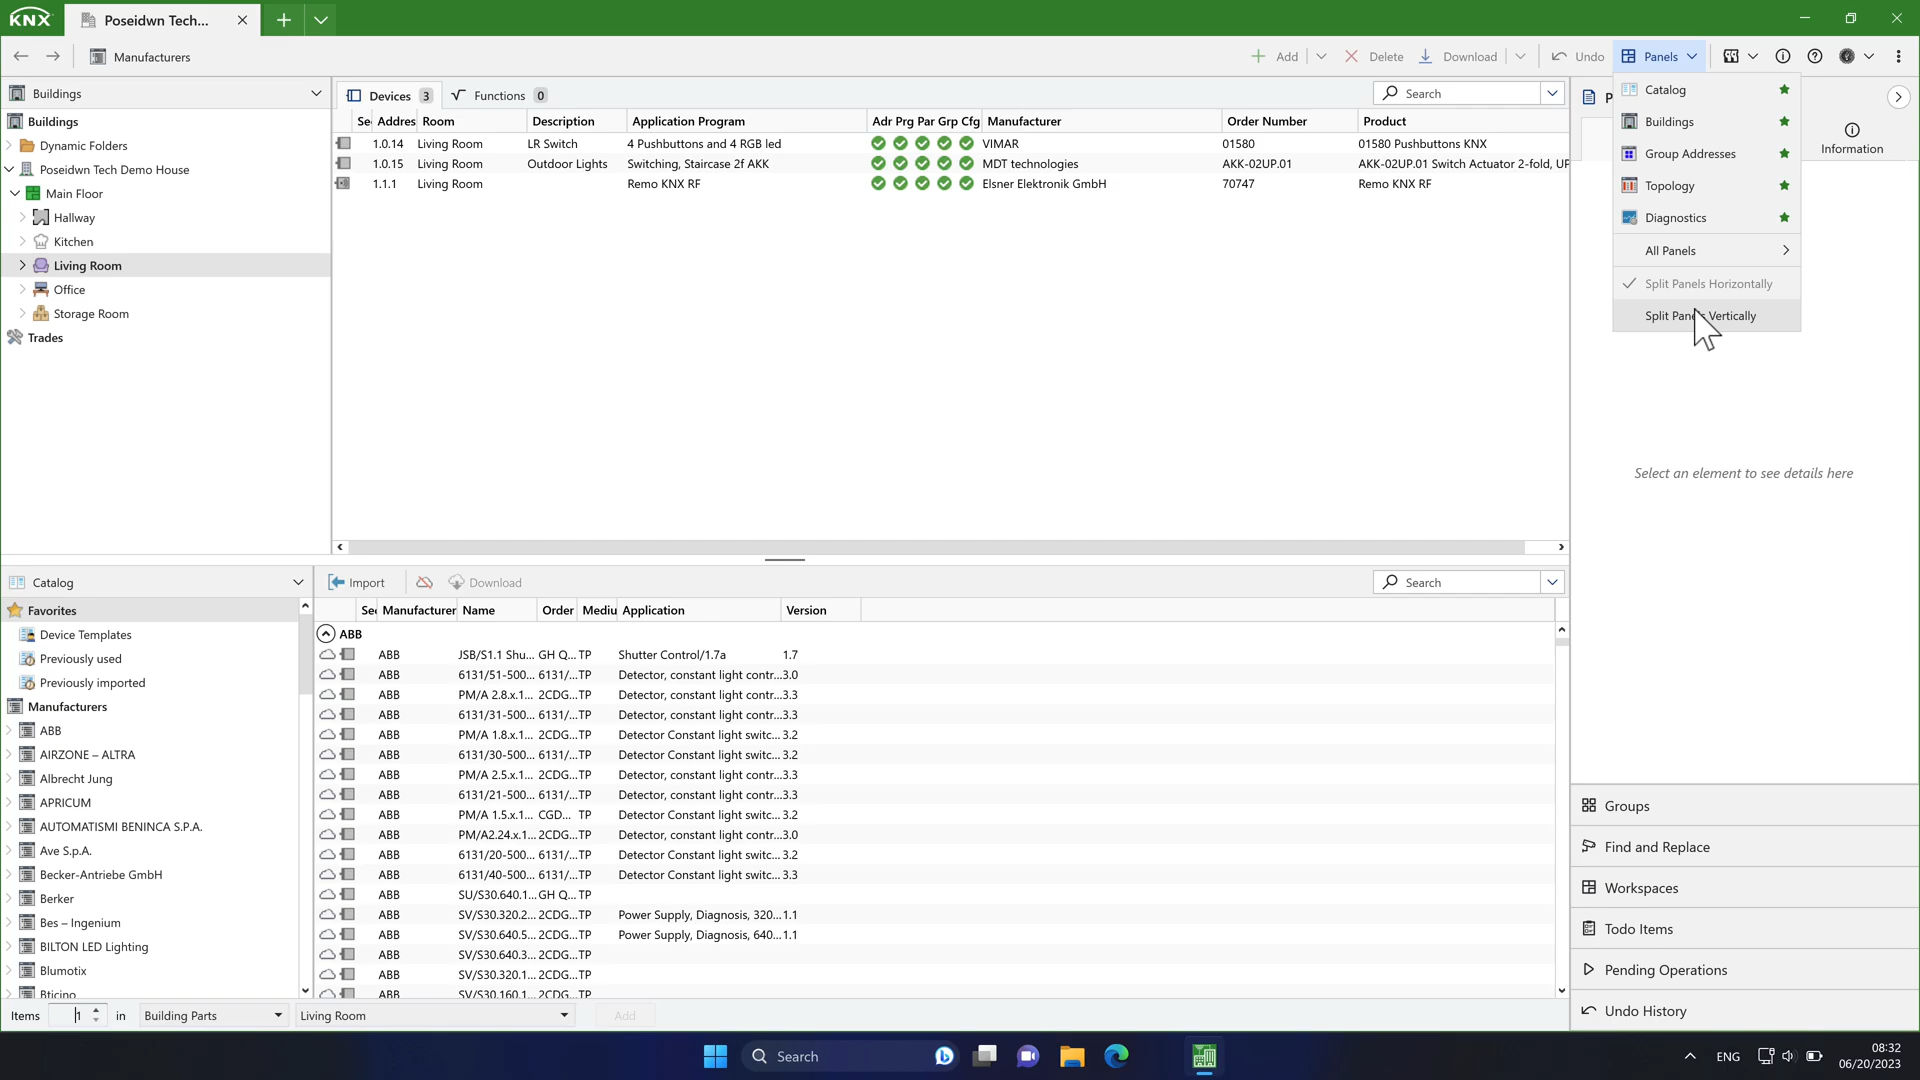 KNX Poseidwn Tech...
Manufacturers Add Delete Download Undo Panels
Buildings
Buildings
Dynamic Folders
Poseidwn Tech Demo House
Main Floor
Hallway
Kitchen
Living Room
Office
Storage Room
Trades
Devices 3 Functions 0 Search
Se Addres Room Description Application Program Adr Prg Par Grp Cfg Manufacturer Order Number Product
1.0.14 Living Room LR Switch 4 Pushbuttons and 4 RGB led VIMAR 01580 01580 Pushbuttons KNX
1.0.15 Living Room Outdoor Lights Switching, Staircase 2f AKK MDT technologies AKK-02UP.01 AKK-02UP.01 Switch Actuator 2-fold, UP
1.1.1 Living Room Remo KNX RF Elsner Elektronik GmbH 70747 Remo KNX RF
P
Information
Catalog
Buildings
Group Addresses
Topology
Diagnostics
All Panels
Split Panels Horizontally
Split Panels Vertically
Select an element to see details here
Catalog
Favorites
Device Templates
Previously used
Previously imported
Manufacturers
ABB
AIRZONE – ALTRA
Albrecht Jung
APRICUM
AUTOMATISMI BENINCA S.P.A.
Ave S.p.A.
Becker-Antriebe GmbH
Berker
Bes – Ingenium
BILTON LED Lighting
Blumotix
Bticino
Import Download Search
Sec Manufacturer Name Order Mediu Application Version
ABB
ABB JSB/S1.1 Shu... GH Q... TP Shutter Control/1.7a 1.7
ABB 6131/51-500... 6131/... TP Detector, constant light contr... 3.0
ABB PM/A 2.8.x.1... 2CDG... TP Detector, constant light contr... 3.3
ABB 6131/31-500... 6131/... TP Detector, constant light contr... 3.3
ABB PM/A 1.8.x.1... 2CDG... TP Detector Constant light switc... 3.2
ABB 6131/30-500... 6131/... TP Detector Constant light switc... 3.2
ABB PM/A 2.5.x.1... 2CDG... TP Detector, constant light contr... 3.3
ABB 6131/21-500... 6131/... TP Detector, constant light contr... 3.3
ABB PM/A 1.5.x.1... CGD... TP Detector Constant light switc... 3.2
ABB PM/A2.24.x.1... 2CDG... TP Detector, constant light contr... 3.0
ABB 6131/20-500... 6131/... TP Detector Constant light switc... 3.2
ABB 6131/40-500... 6131/... TP Detector Constant light switc... 3.3
ABB SU/S30.640.1... GH Q... TP
ABB SV/S30.320.2... 2CDG... TP Power Supply, Diagnosis, 320... 1.1
ABB SV/S30.640.5... 2CDG... TP Power Supply, Diagnosis, 640... 1.1
ABB SV/S30.640.3... 2CDG... TP
ABB SV/S30.320.1... 2CDG... TP
ABB SV/S30.160.1... 2CDG... TP
Groups
Find and Replace
Workspaces
Todo Items
Pending Operations
Undo History
Items 1 in Building Parts Living Room Add
Search ENG 08:32
06/20/2023